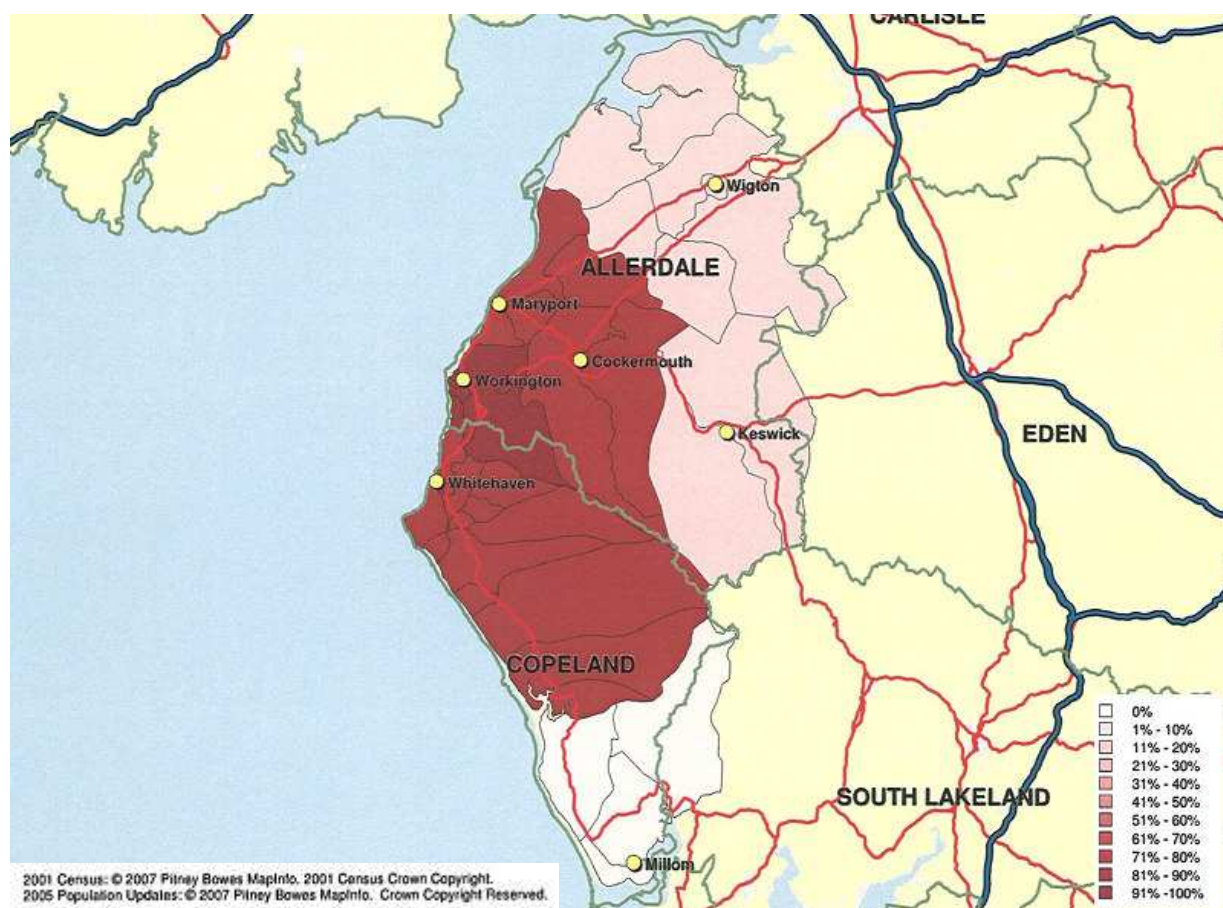 CARLISLE
Wigton
ALLERDALE
Maryport
Cockermouth
Workington
Keswick
EDEN
Whitehaven
COPELAND
SOUTH LAKELAND
Millom
0%
1% - 10%
11% - 20%
21% - 30%
31% - 40%
41% - 50%
51% - 60%
61% - 70%
71% - 80%
81% - 90%
91% -100%
2001 Census: © 2007 Pitney Bowes MapInfo. 2001 Census Crown Copyright.
2005 Population Updates: © 2007 Pitney Bowes MapInfo. Crown Copyright Reserved.